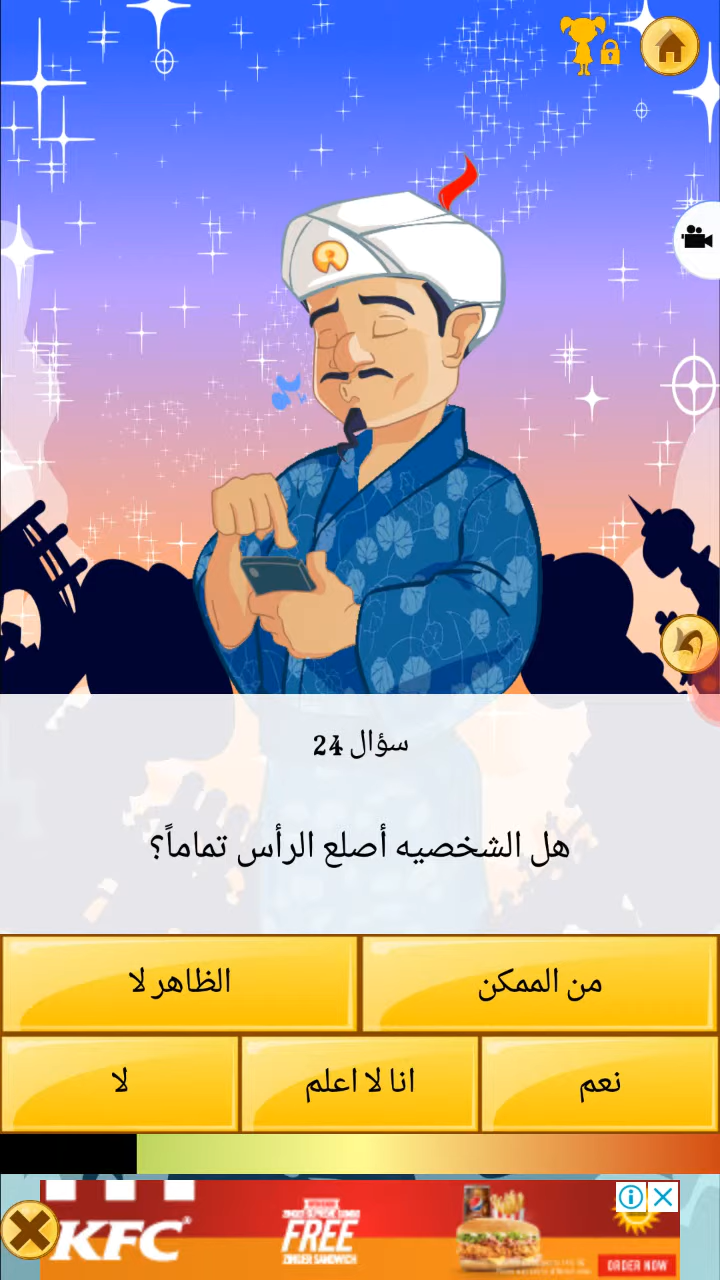 سؤال 24
هل الشخصيه أصلع الرأس تماماً؟
من الممكن
الظاهر لا
نعم
انا لا اعلم
لا
KFC®
FREE
ZINGER SANDWICH
ORDER NOW